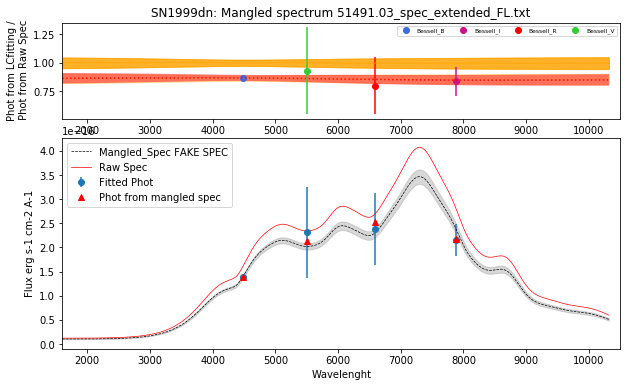 SN1999dn: Mangled spectrum 51491.03_spec_extended_FL.txt
Phot from LCfitting /
Phot from Raw Spec
1.25
1.00
0.75
Bessell_B
Bessell_I
Bessell_R
Bessell_V
2000 3000 4000 5000 6000 7000 8000 9000 10000
1e−16
Flux erg s-1 cm-2 A-1
4.0
3.5
3.0
2.5
2.0
1.5
1.0
0.5
0.0
Mangled_Spec FAKE SPEC
Raw Spec
Fitted Phot
Phot from mangled spec
2000 3000 4000 5000 6000 7000 8000 9000 10000
Wavelenght